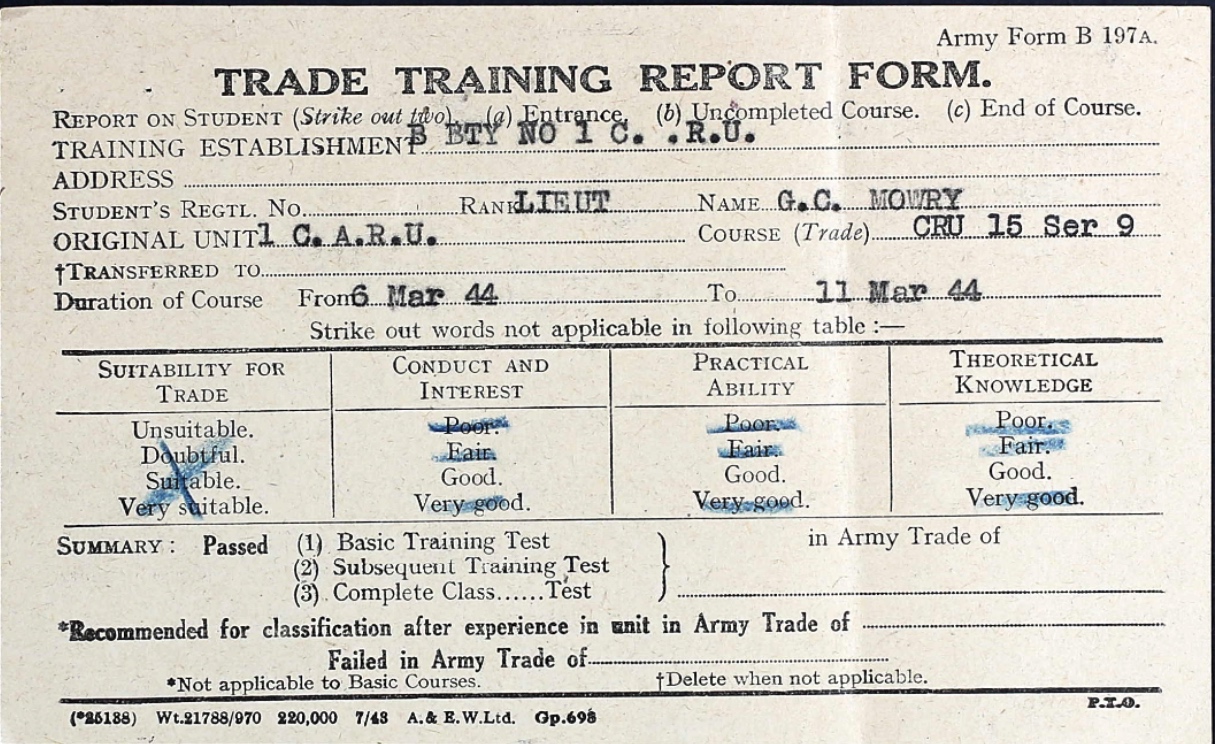 Army Form B 197A.
TRADE TRAINING REPORT FORM.
REPORT ON STUDENT (Strike out two). (a) Entrance. (b) Uncompleted Course. (c) End of Course.
TRAINING ESTABLISHMENT B BTY NO 1 C. .R.U.
ADDRESS
STUDENT'S REGTL. NO. RANK LIEUT NAME G.C. MOWRY
ORIGINAL UNIT 1 C. A.R.U. COURSE (Trade) CRU 15 Ser 9
†TRANSFERRED TO
Duration of Course From 6 Mar 44 To 11 Mar 44
Strike out words not applicable in following table :—
SUITABILITY FOR TRADE CONDUCT AND INTEREST PRACTICAL ABILITY THEORETICAL KNOWLEDGE
Unsuitable. Poor. Poor. Poor.
Doubtful. Fair. Fair. Fair.
Suitable. Good. Good. Good.
Very suitable. Very good. Very good. Very good.
SUMMARY : Passed (1) Basic Training Test in Army Trade of
(2) Subsequent Training Test
(3) Complete Class......Test
*Recommended for classification after experience in unit in Army Trade of
Failed in Army Trade of
*Not applicable to Basic Courses. †Delete when not applicable.
P.T.O.
(*25188) Wt.21788/970 220,000 7/43 A. & E.W.Ltd. Gp.698